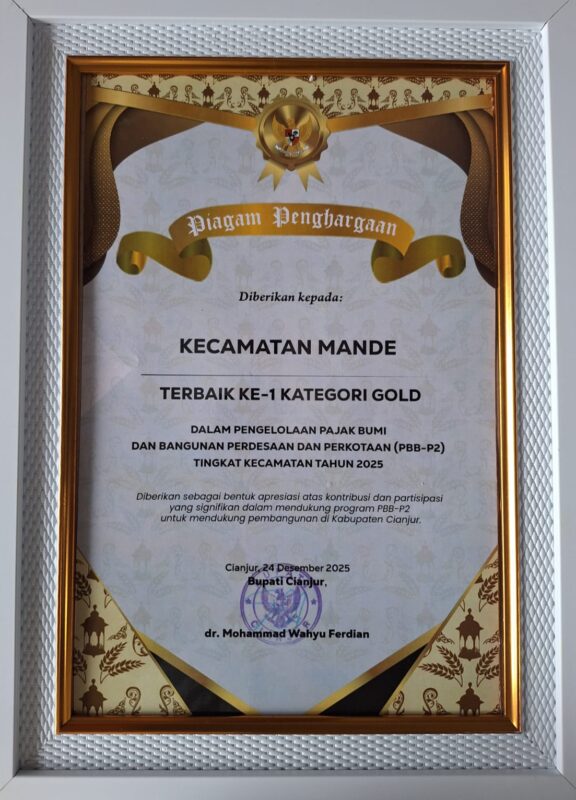 Piagam Penghargaan
Diberikan kepada:
KECAMATAN MANDE
TERBAIK KE-1 KATEGORI GOLD
DALAM PENGELOLAAN PAJAK BUMI
DAN BANGUNAN PERDESAAN DAN PERKOTAAN (PBB-P2)
TINGKAT KECAMATAN TAHUN 2025
Diberikan sebagai bentuk apresiasi atas kontribusi dan partisipasi
yang signifikan dalam mendukung program PBB-P2
untuk mendukung pembangunan di Kabupaten Cianjur.
Cianjur, 24 Desember 2025
Bupati Cianjur,
dr. Mohammad Wahyu Ferdian